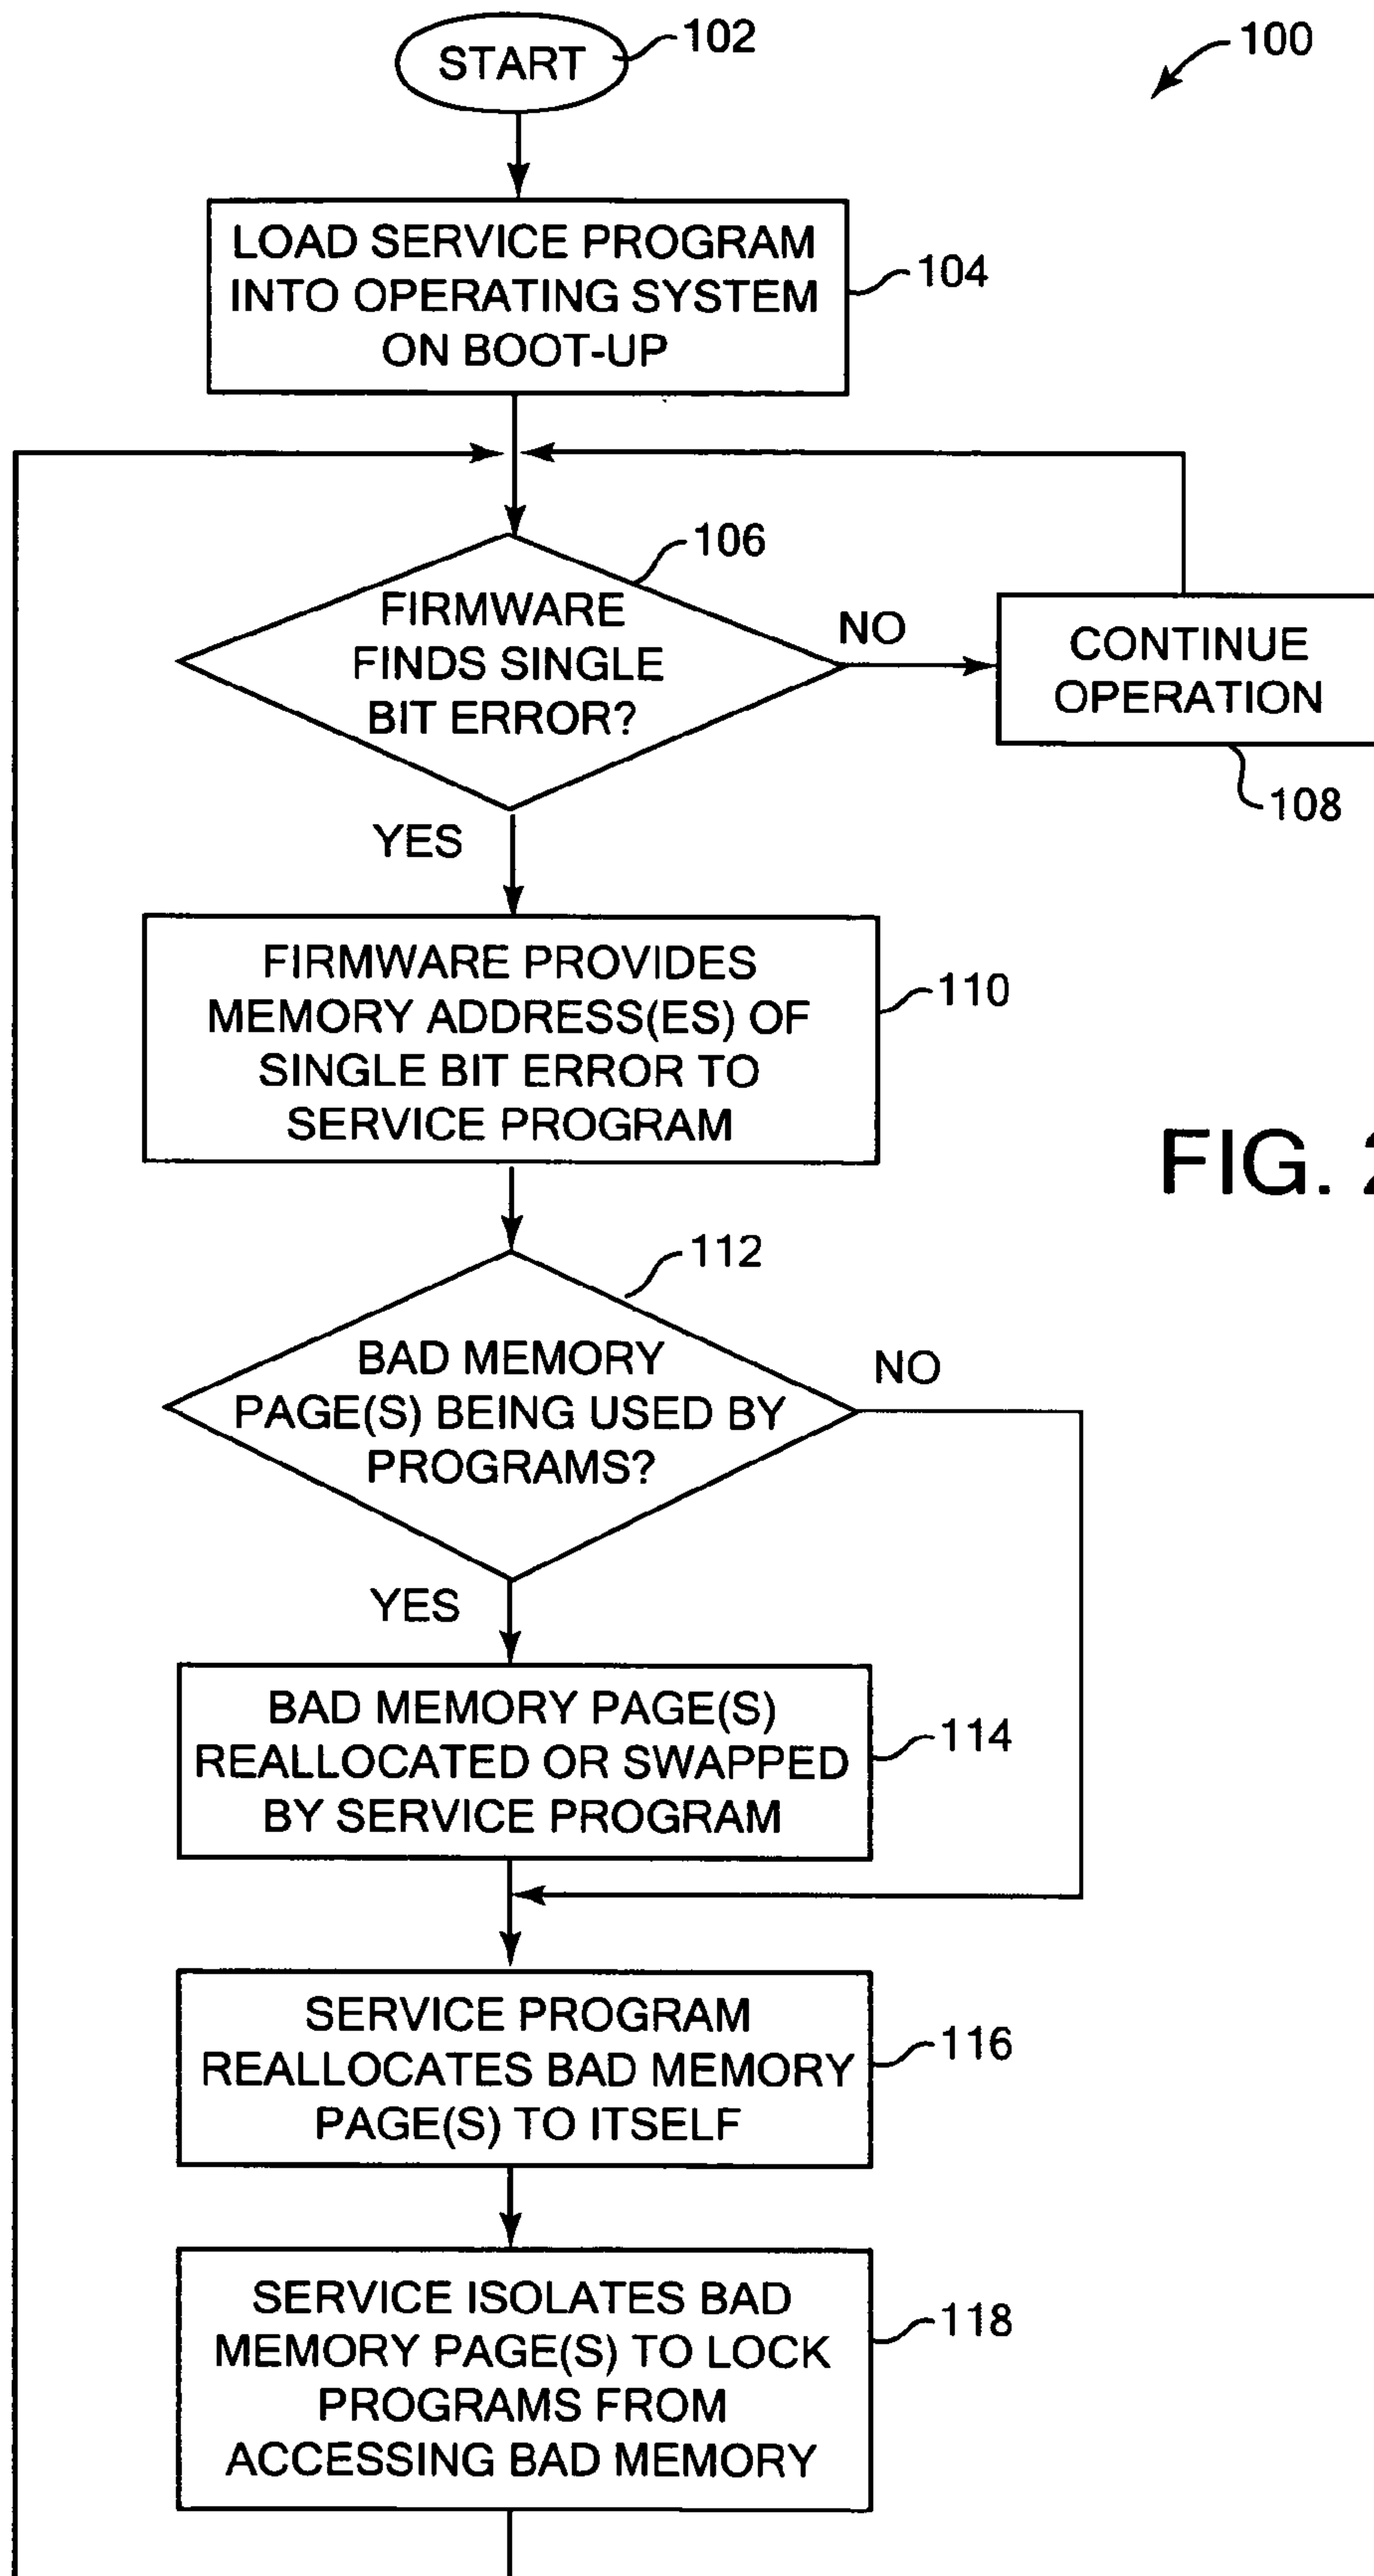 START
102
100
LOAD SERVICE PROGRAM
INTO OPERATING SYSTEM
ON BOOT-UP
104
106
FIRMWARE
FINDS SINGLE
BIT ERROR?
NO
CONTINUE
OPERATION
108
YES
FIRMWARE PROVIDES
MEMORY ADDRESS(ES) OF
SINGLE BIT ERROR TO
SERVICE PROGRAM
110
FIG. 2
112
BAD MEMORY
PAGE(S) BEING USED BY
PROGRAMS?
NO
YES
BAD MEMORY PAGE(S)
REALLOCATED OR SWAPPED
BY SERVICE PROGRAM
114
SERVICE PROGRAM
REALLOCATES BAD MEMORY
PAGE(S) TO ITSELF
116
SERVICE ISOLATES BAD
MEMORY PAGE(S) TO LOCK
PROGRAMS FROM
ACCESSING BAD MEMORY
118